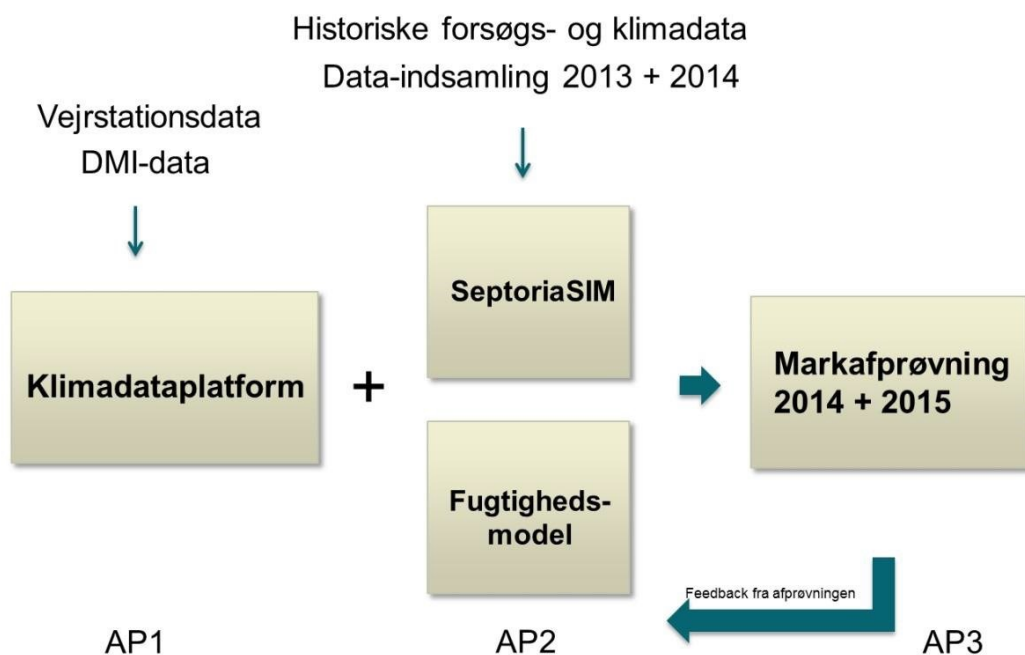 Historiske forsøgs- og klimadata
Data-indsamling 2013 + 2014
Vejrstationsdata
DMI-data
Klimadataplatform
+
SeptoriaSIM
Fugtigheds-
model
Markafprøvning
2014 + 2015
Feedback fra afprøvningen
AP1
AP2
AP3